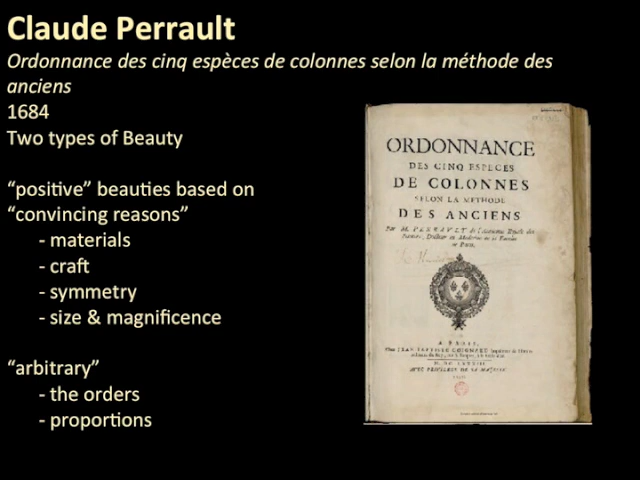 Claude Perrault
Ordonnance des cinq espèces de colonnes selon la méthode des
anciens
1684
Two types of Beauty
“positive” beauties based on
“convincing reasons”
- materials
- craft
- symmetry
- size & magnificence
“arbitrary”
- the orders
- proportions
ORDONNANCE
DES CINQ ESPECES
DE COLONNES
SELON LA METHODE
DES ANCIENS
A PARIS,